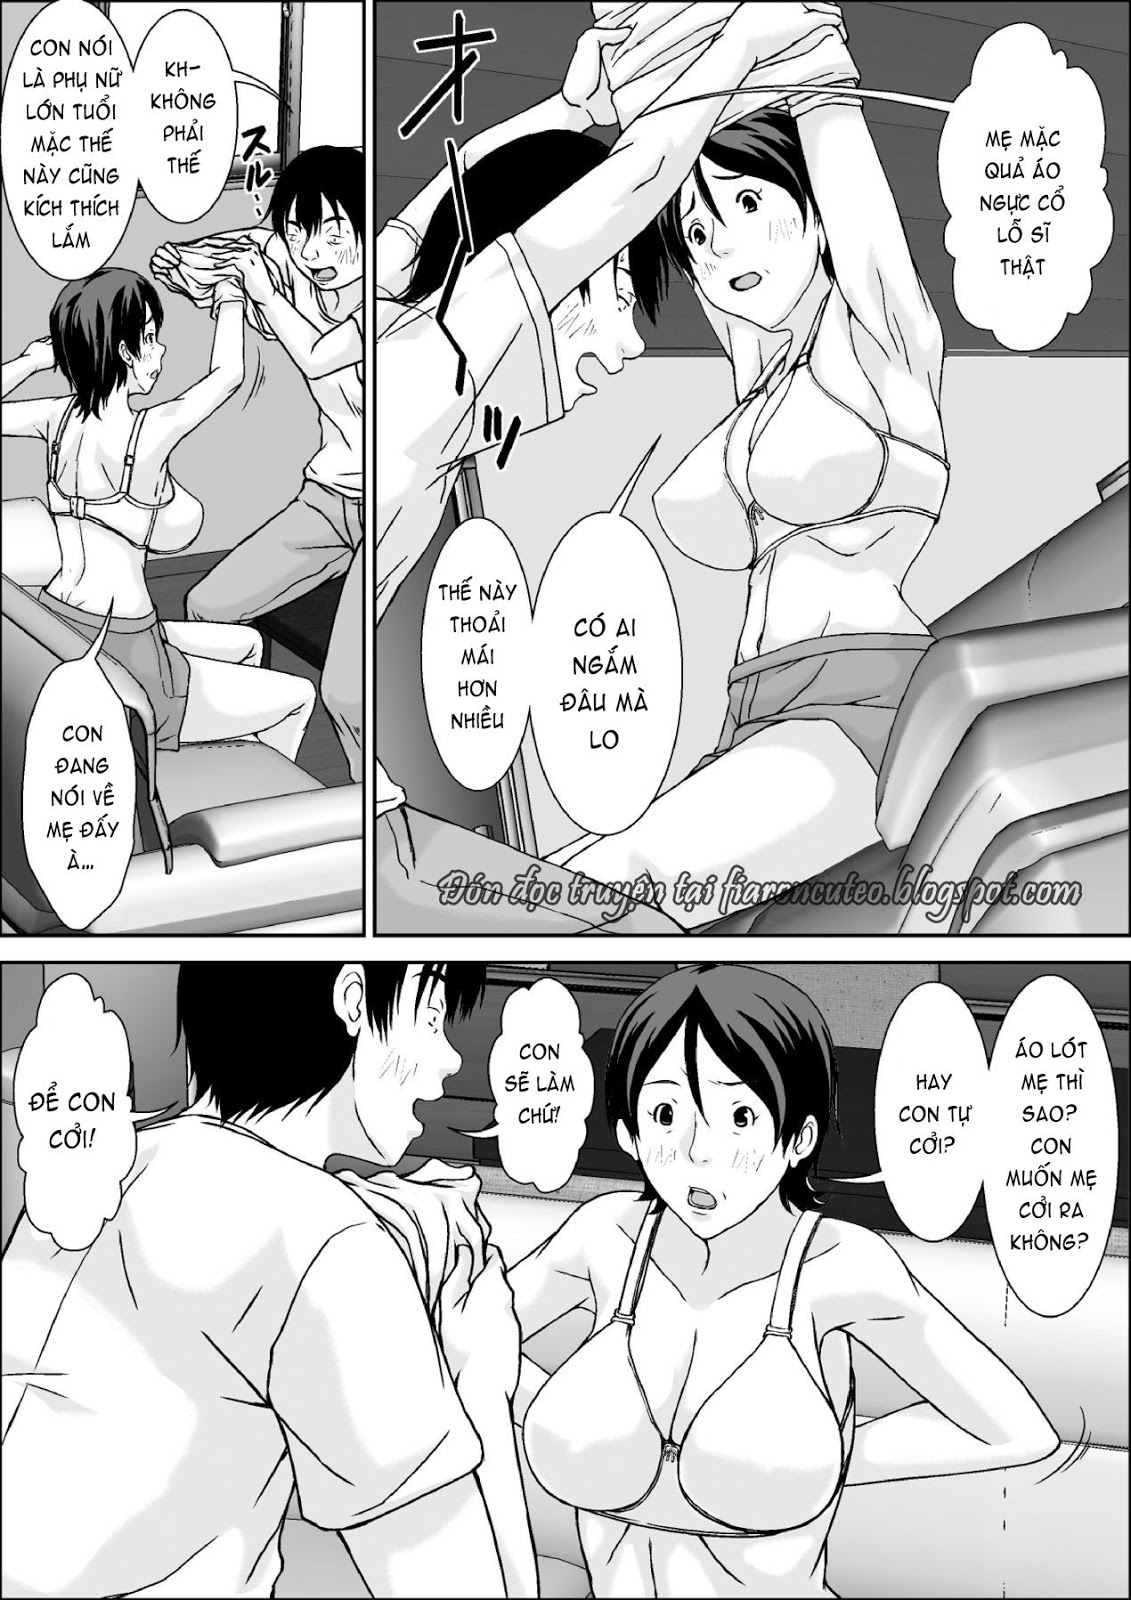 MẸ MẶC
QUẢ ÁO
NGỰC CỔ
LỖ SĨ
THẬT
CÓ AI
NGẮM
ĐÂU MÀ
LO
THẾ NÀY
THOẢI
MÁI
HƠN
NHIỀU
KH-
KHÔNG
PHẢI
THẾ
CON NÓI
LÀ PHỤ NỮ
LỚN TUỔI
MẶC THẾ
NÀY CŨNG
KÍCH THÍCH
LẮM
スル…
CON
ĐANG
NÓI VỀ
MẸ ĐẤY
À...
Đón đọc truyện tại fiaroncuteo.blogspot.com
ÁO LÓT
MẸ THÌ
SAO?
CON
MUỐN MẸ
CỞI RA
KHÔNG?
HAY
CON TỰ
CỞI?
CON
SẼ LÀM
CHỨ!
ĐỂ CON
CỞI!